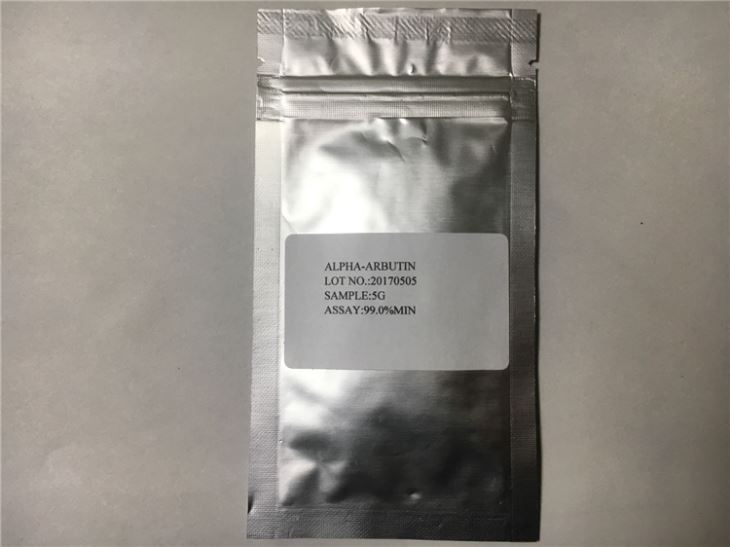 ALPHA-ARBUTIN
LOT NO.:20170505
SAMPLE:5G
ASSAY:99.0%MIN